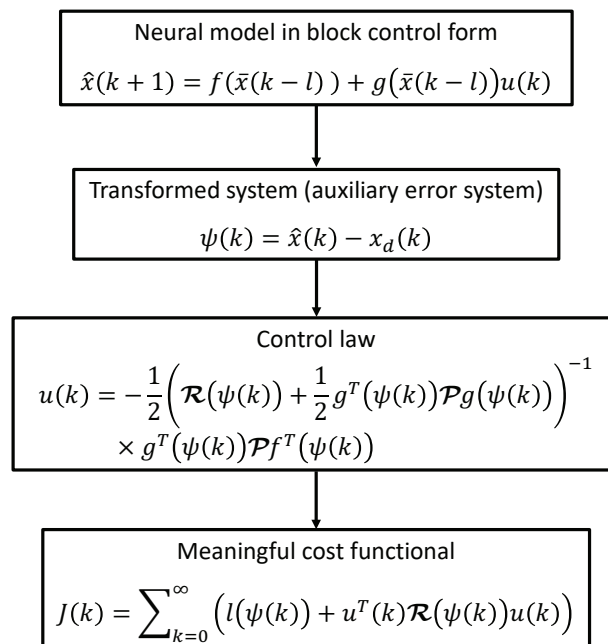 Neural model in block control form
x̂(k + 1) = f(x̄(k − l) ) + g(x̄(k − l))u(k)
Transformed system (auxiliary error system)
ψ(k) = x̂(k) − x_d(k)
Control law
u(k) = −1/2 (𝓡(ψ(k)) + 1/2 g^T(ψ(k))𝓟g(ψ(k)))^−1
× g^T(ψ(k))𝓟f^T(ψ(k))
Meaningful cost functional
J(k) = ∑_{k=0}^∞ (l(ψ(k)) + u^T(k)𝓡(ψ(k))u(k))